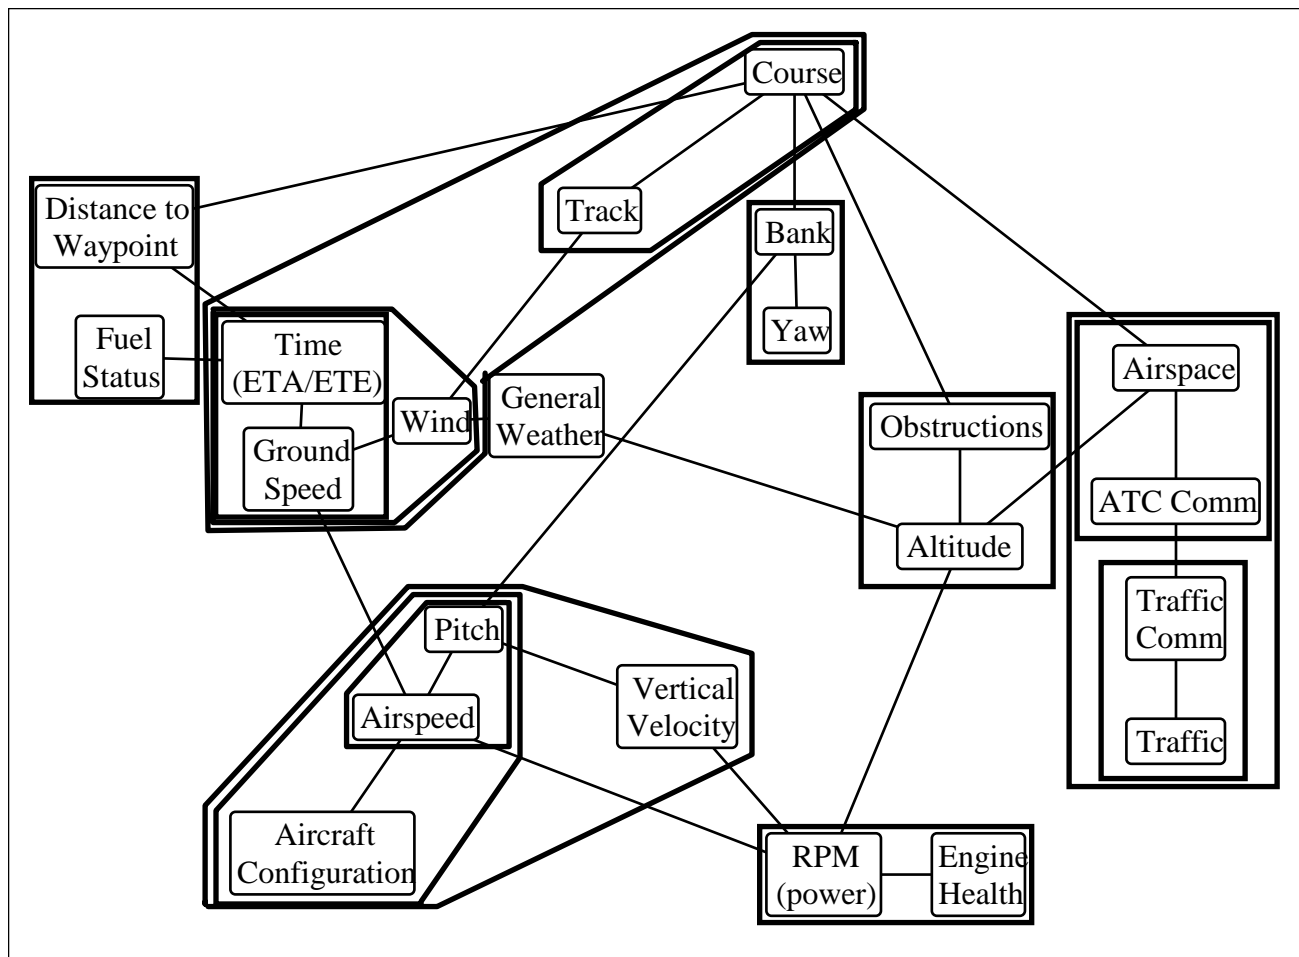 Course
Distance to
Waypoint
Track
Bank
Yaw
Fuel
Status
Time
(ETA/ETE)
Airspace
Wind
General
Weather
Obstructions
Ground
Speed
ATC Comm
Altitude
Traffic
Comm
Pitch
Vertical
Velocity
Airspeed
Traffic
Aircraft
Configuration
RPM
(power)
Engine
Health